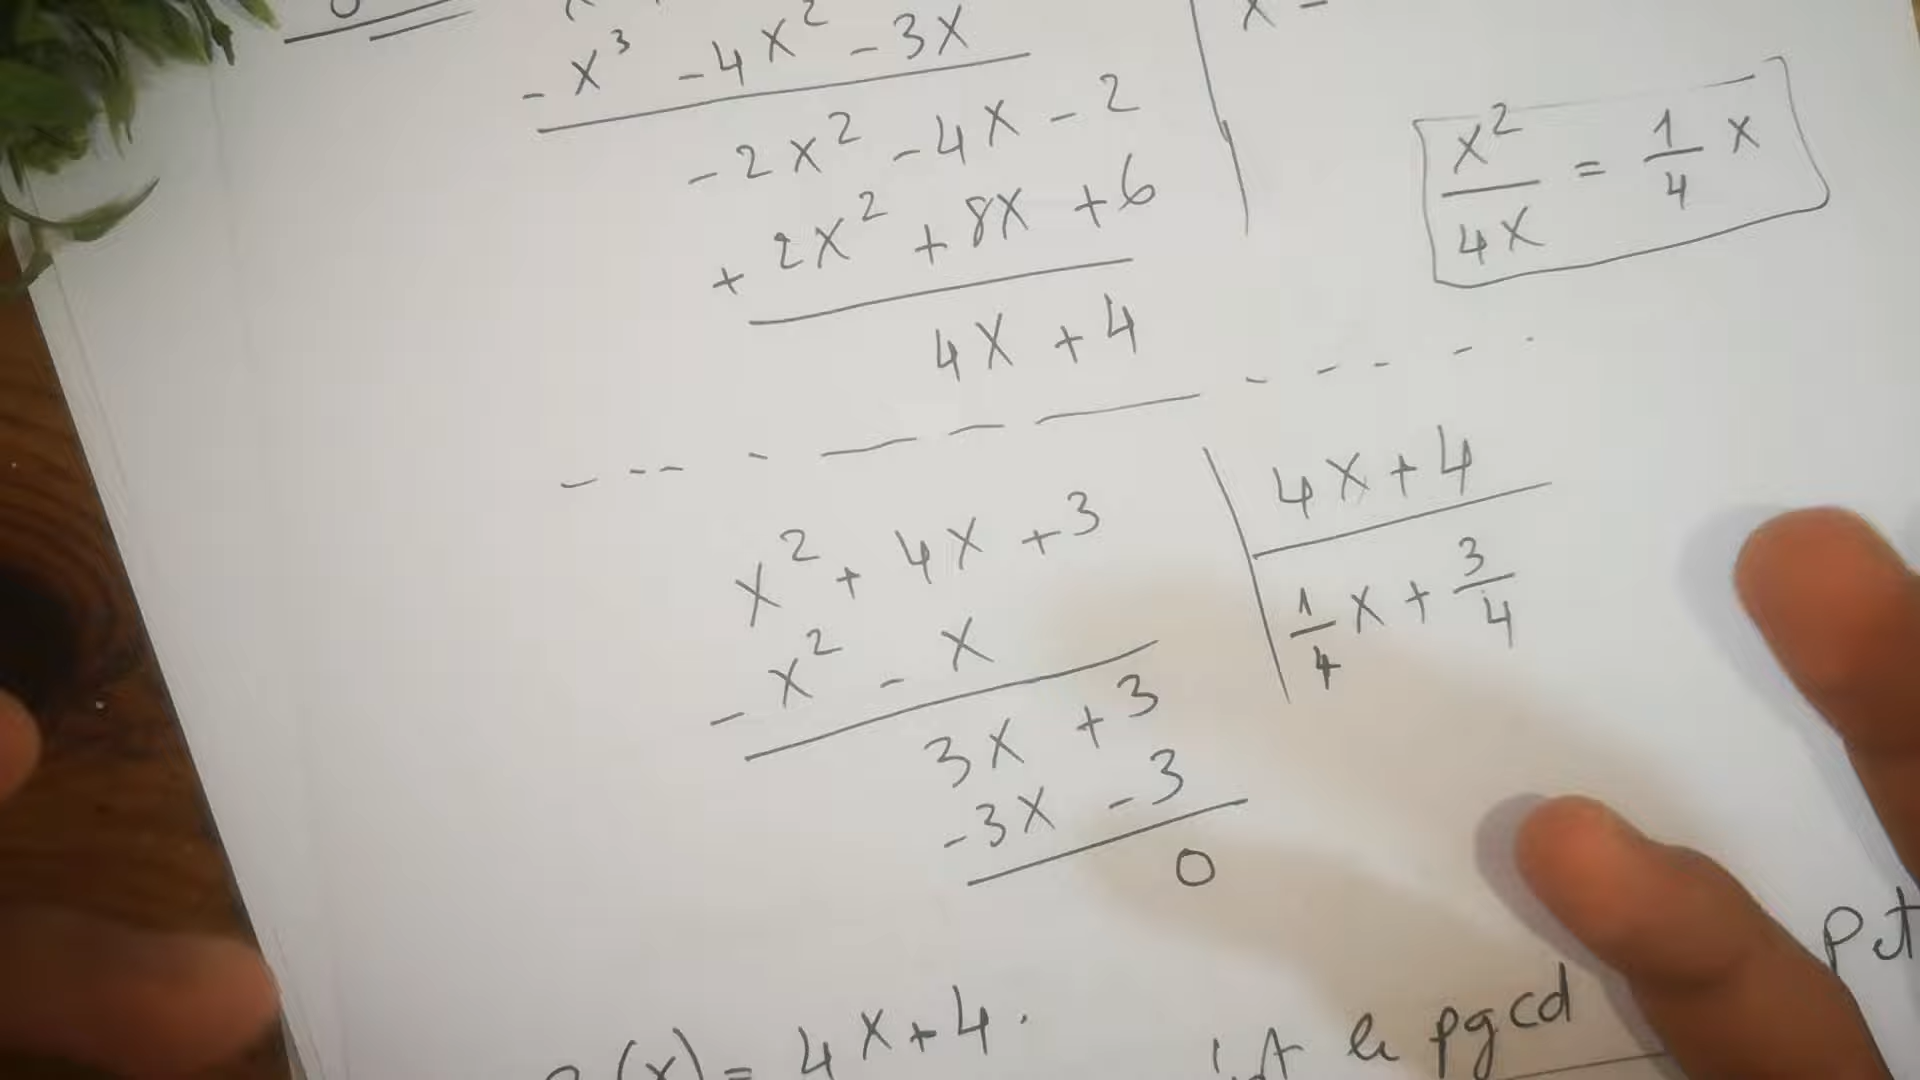 - x³ - 4x² - 3x
x -
- 2x² - 4x - 2
+ 2x² + 8x + 6
4x + 4
x²/4x = 1/4 x
x² + 4x + 3 | 4x + 4
- x² - x | 1/4 x + 3/4
3x + 3
- 3x - 3
0
(x) = 4x + 4 .
le pgcd